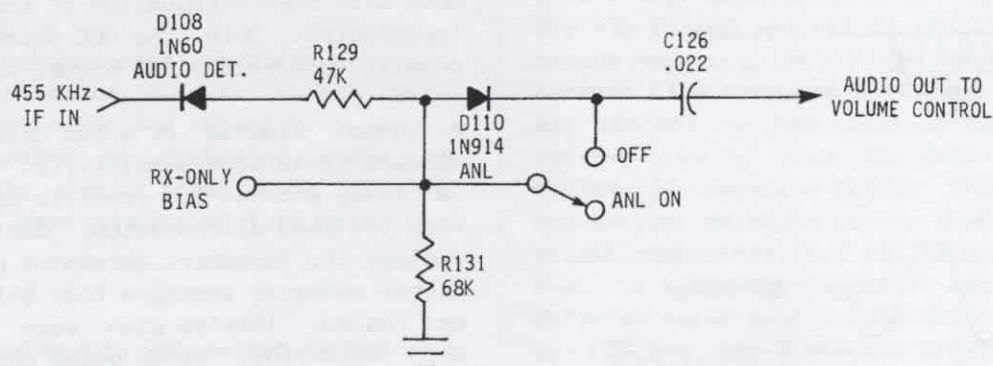 D108
1N60
AUDIO DET.
R129
47K
C126
.022
455 KHz
IF IN
AUDIO OUT TO
VOLUME CONTROL
D110
1N914
ANL
OFF
RX-ONLY
BIAS
ANL ON
R131
68K